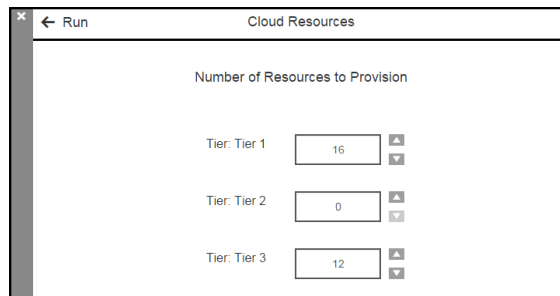 Run Cloud Resources
Number of Resources to Provision
Tier: Tier 1 16
Tier: Tier 2 0
Tier: Tier 3 12